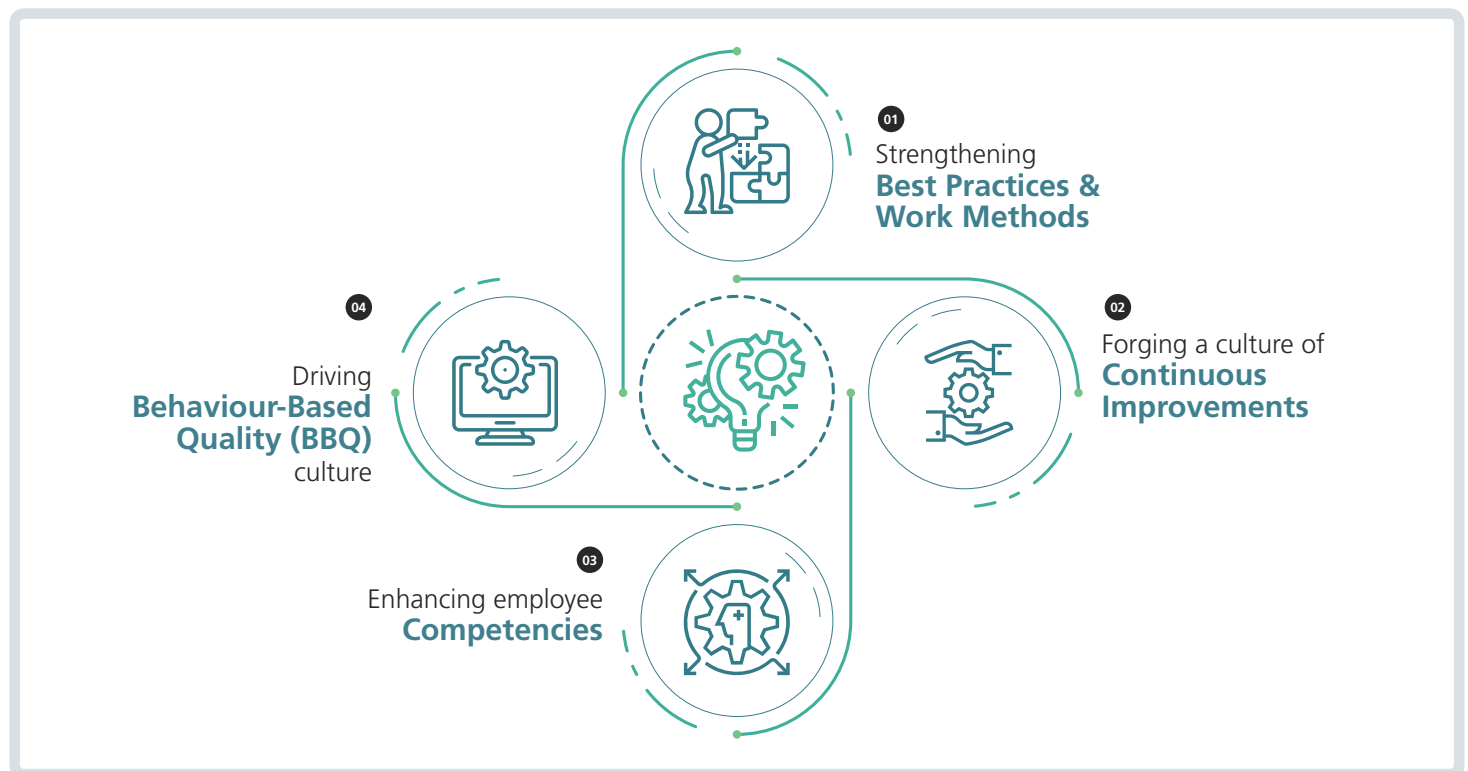 01
Strengthening
Best Practices &
Work Methods
02
Forging a culture of
Continuous
Improvements
03
Enhancing employee
Competencies
04
Driving
Behaviour-Based
Quality (BBQ)
culture